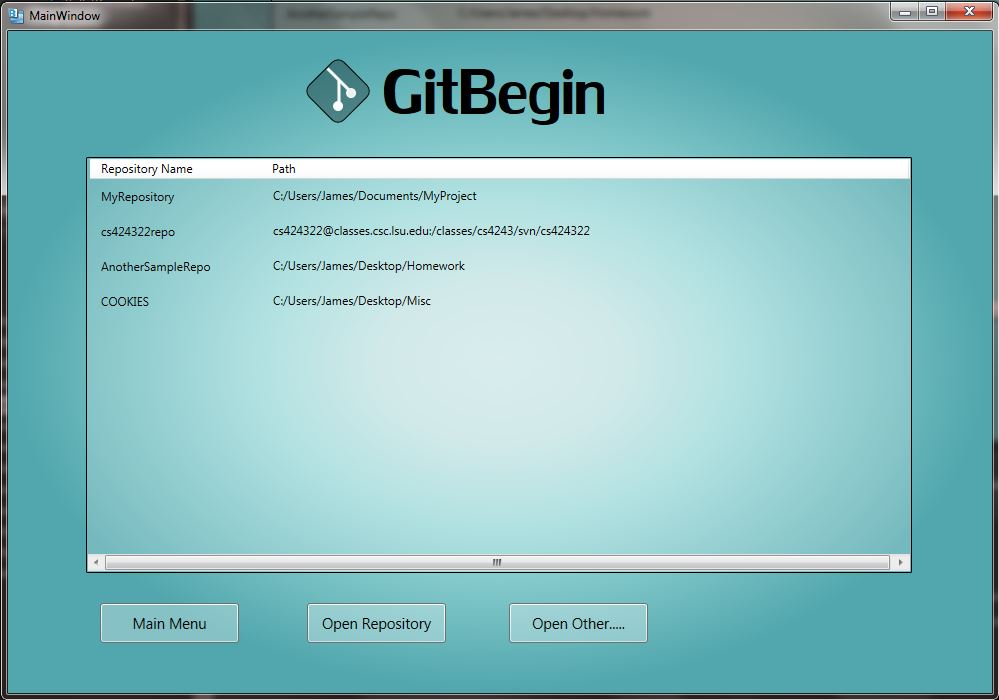 MainWindow
GitBegin
Repository Name Path
MyRepository C:/Users/James/Documents/MyProject
cs424322repo cs424322@classes.csc.lsu.edu:/classes/cs4243/svn/cs424322
AnotherSampleRepo C:/Users/James/Desktop/Homework
COOKIES C:/Users/James/Desktop/Misc
Main Menu Open Repository Open Other.....